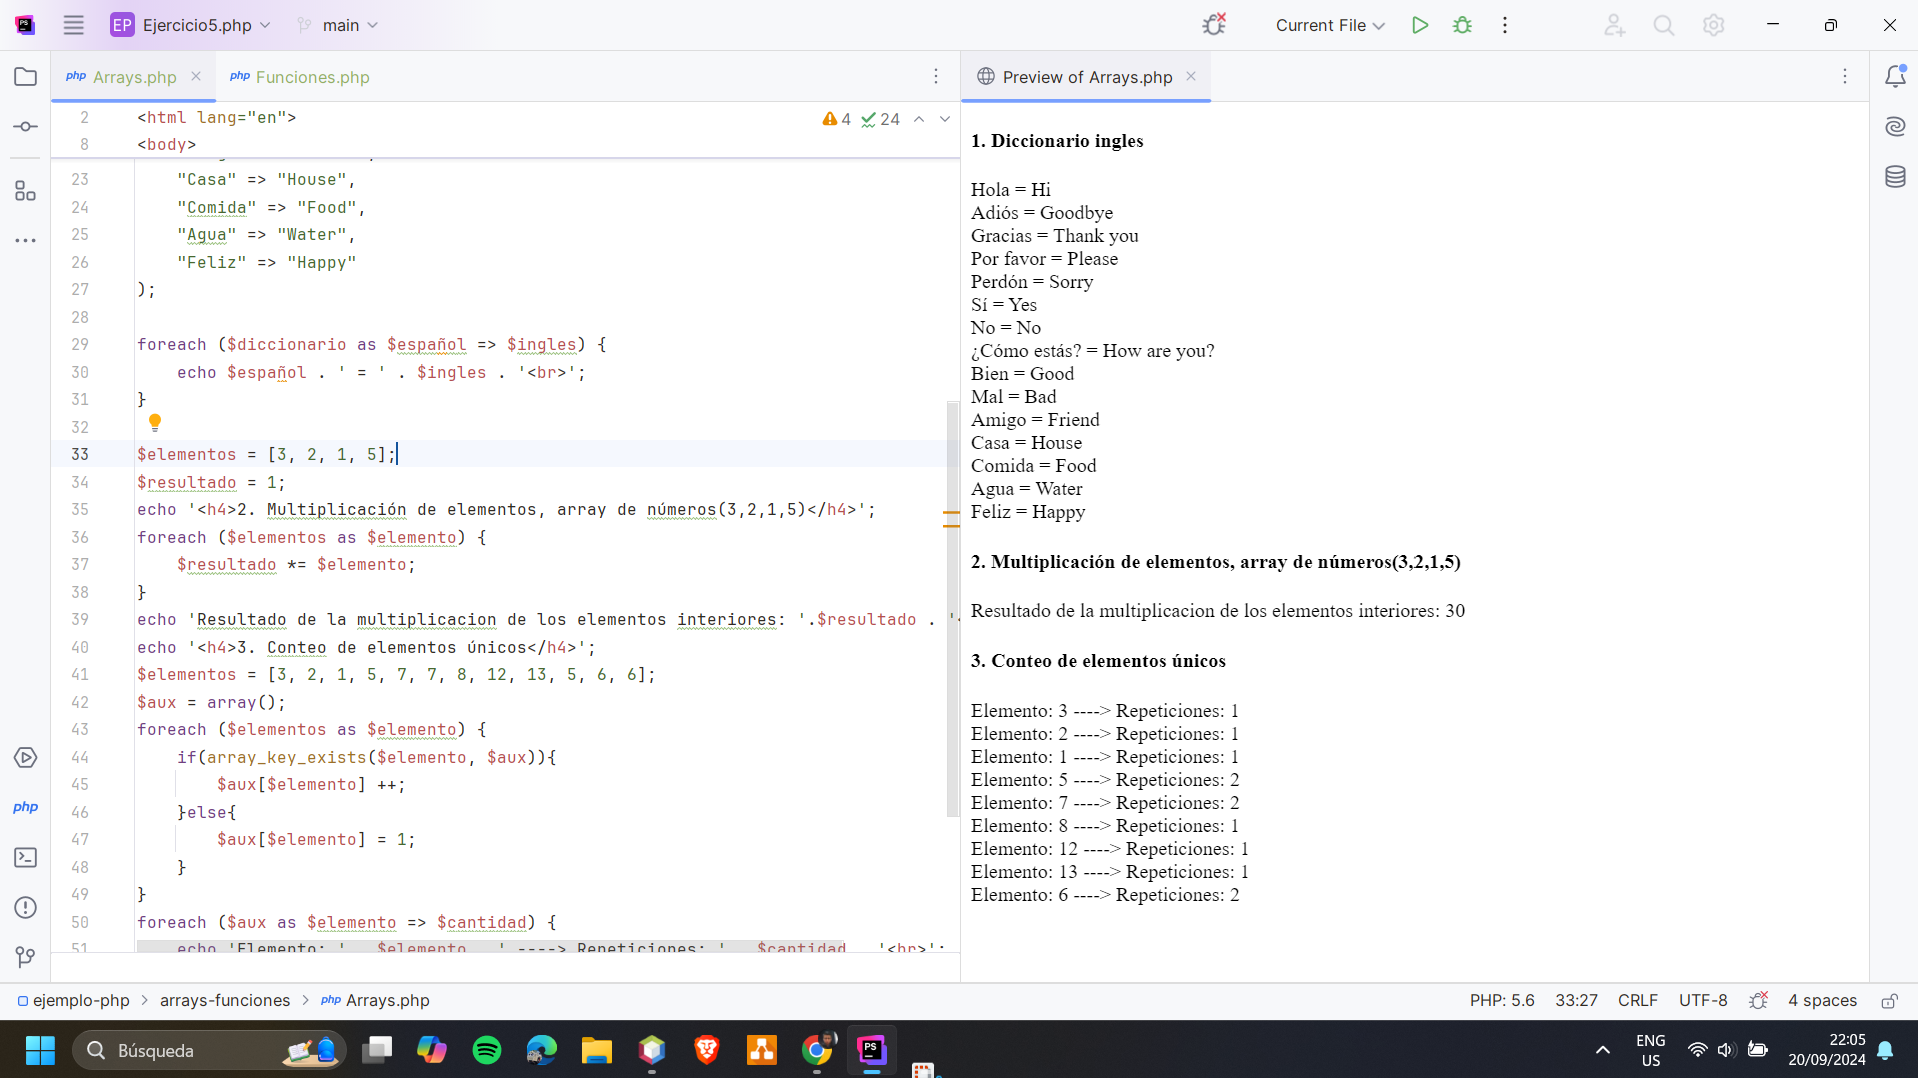 PS
EP Ejercicio5.php main Current File
php Arrays.php php Funciones.php Preview of Arrays.php
2 <html lang="en"> 4 24
8 <body>
23 "Casa" => "House",
24 "Comida" => "Food",
25 "Agua" => "Water",
26 "Feliz" => "Happy"
27 );
28
29 foreach ($diccionario as $español => $ingles) {
30 echo $español . ' = ' . $ingles . '<br>';
31 }
32
33 $elementos = [3, 2, 1, 5];
34 $resultado = 1;
35 echo '<h4>2. Multiplicación de elementos, array de números(3,2,1,5)</h4>';
36 foreach ($elementos as $elemento) {
37 $resultado *= $elemento;
38 }
39 echo 'Resultado de la multiplicacion de los elementos interiores: '.$resultado . '<
40 echo '<h4>3. Conteo de elementos únicos</h4>';
41 $elementos = [3, 2, 1, 5, 7, 7, 8, 12, 13, 5, 6, 6];
42 $aux = array();
43 foreach ($elementos as $elemento) {
44 if(array_key_exists($elemento, $aux)){
45 $aux[$elemento] ++;
46 }else{
47 $aux[$elemento] = 1;
48 }
49 }
50 foreach ($aux as $elemento => $cantidad) {
51 echo 'Elemento: ' . $elemento . ' ----> Repeticiones: ' . $cantidad . '<br>';
1. Diccionario ingles
Hola = Hi
Adiós = Goodbye
Gracias = Thank you
Por favor = Please
Perdón = Sorry
Sí = Yes
No = No
¿Cómo estás? = How are you?
Bien = Good
Mal = Bad
Amigo = Friend
Casa = House
Comida = Food
Agua = Water
Feliz = Happy
2. Multiplicación de elementos, array de números(3,2,1,5)
Resultado de la multiplicacion de los elementos interiores: 30
3. Conteo de elementos únicos
Elemento: 3 ----> Repeticiones: 1
Elemento: 2 ----> Repeticiones: 1
Elemento: 1 ----> Repeticiones: 1
Elemento: 5 ----> Repeticiones: 2
Elemento: 7 ----> Repeticiones: 2
Elemento: 8 ----> Repeticiones: 1
Elemento: 12 ----> Repeticiones: 1
Elemento: 13 ----> Repeticiones: 1
Elemento: 6 ----> Repeticiones: 2
php
ejemplo-php > arrays-funciones > php Arrays.php PHP: 5.6 33:27 CRLF UTF-8 4 spaces
Búsqueda PS
ENG
US
22:05
20/09/2024